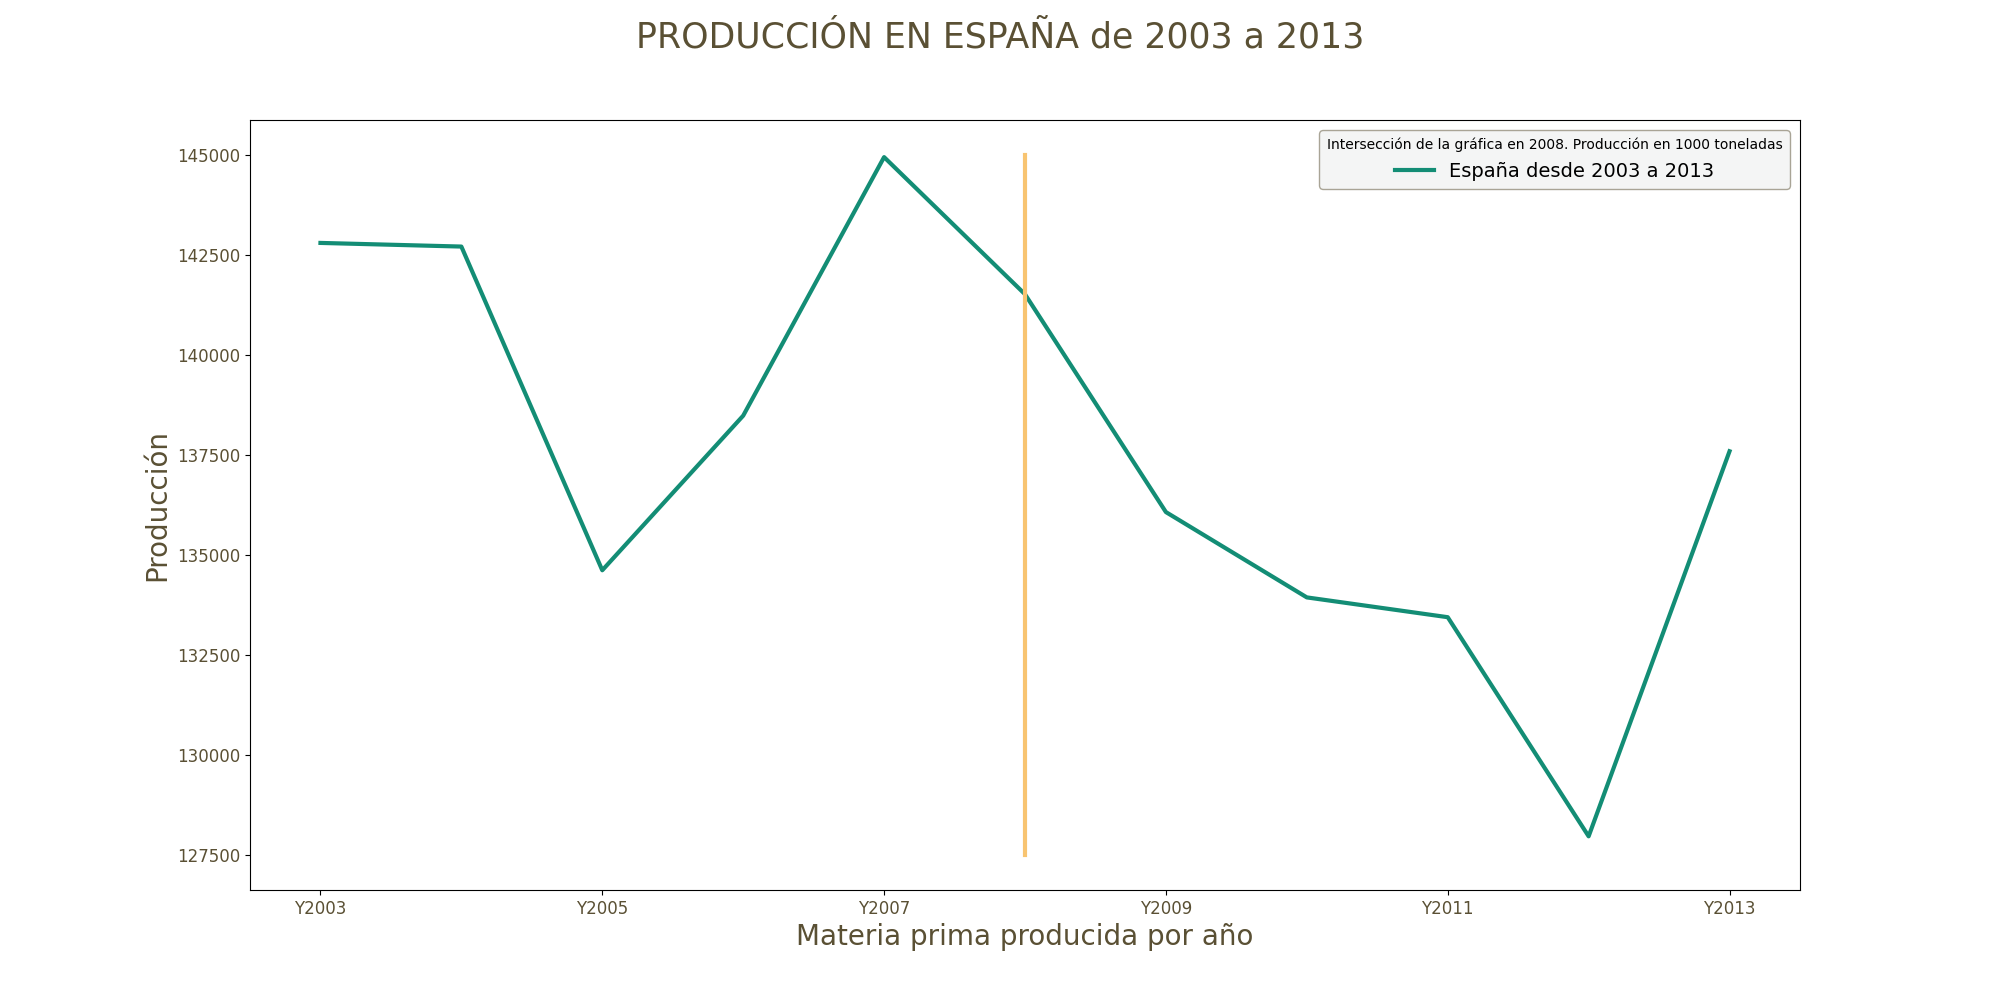 PRODUCCIÓN EN ESPAÑA de 2003 a 2013
Intersección de la gráfica en 2008. Producción en 1000 toneladas
España desde 2003 a 2013
Producción
145000
142500
140000
137500
135000
132500
130000
127500
Y2003 Y2005 Y2007 Y2009 Y2011 Y2013
Materia prima producida por año